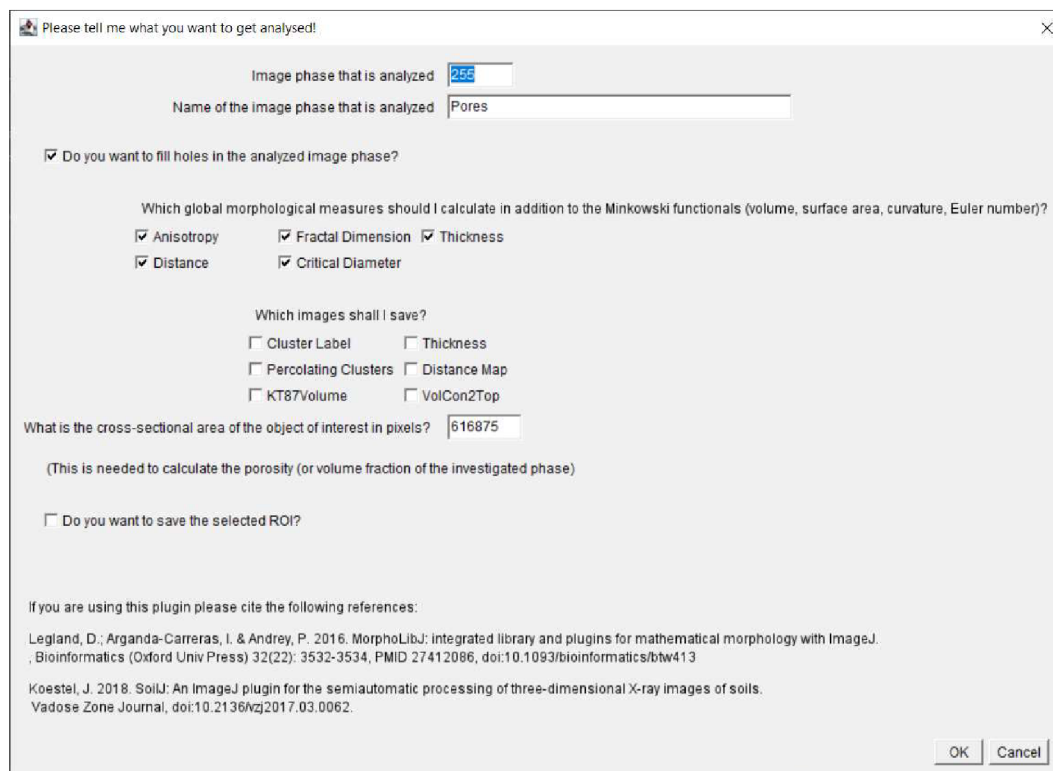 Please tell me what you want to get analysed!
Image phase that is analyzed 255
Name of the image phase that is analyzed Pores
Do you want to fill holes in the analyzed image phase?
Which global morphological measures should I calculate in addition to the Minkowski functionals (volume, surface area, curvature, Euler number)?
Anisotropy Fractal Dimension Thickness
Distance Critical Diameter
Which images shall I save?
Cluster Label Thickness
Percolating Clusters Distance Map
KT87Volume VolCon2Top
What is the cross-sectional area of the object of interest in pixels? 616875
(This is needed to calculate the porosity (or volume fraction of the investigated phase)
Do you want to save the selected ROI?
If you are using this plugin please cite the following references:
Legland, D.; Arganda-Carreras, I. & Andrey, P. 2016. MorphoLibJ: integrated library and plugins for mathematical morphology with ImageJ.
, Bioinformatics (Oxford Univ Press) 32(22): 3532-3534, PMID 27412086, doi:10.1093/bioinformatics/btw413
Koestel, J. 2018. SoilJ: An ImageJ plugin for the semiautomatic processing of three-dimensional X-ray images of soils.
Vadose Zone Journal, doi:10.2136/vzj2017.03.0062.
OK Cancel